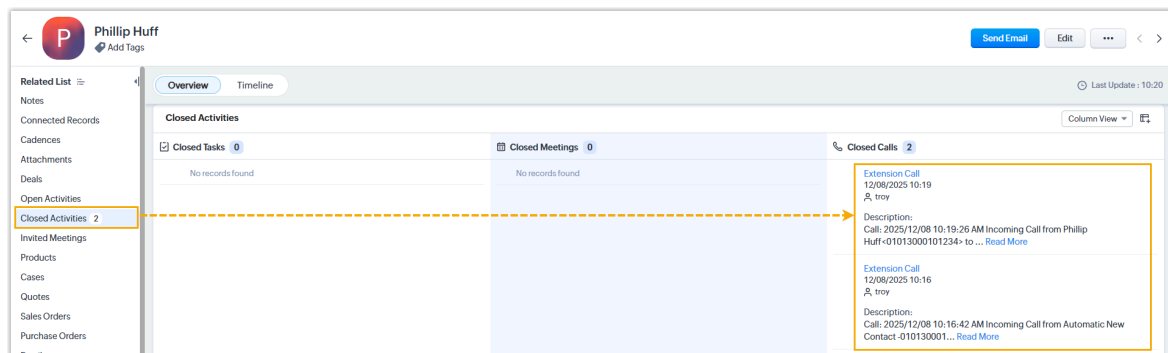 P
Phillip Huff
Add Tags
Send Email
Edit
•••
Related List
Notes
Connected Records
Cadences
Attachments
Deals
Open Activities
Closed Activities 2
Invited Meetings
Products
Cases
Quotes
Sales Orders
Purchase Orders
Overview
Timeline
Last Update : 10:20
Closed Activities
Column View
Closed Tasks 0
No records found
Closed Meetings 0
No records found
Closed Calls 2
Extension Call
12/08/2025 10:19
troy
Description:
Call: 2025/12/08 10:19:26 AM Incoming Call from Phillip
Huff<01013000101234> to ... Read More
Extension Call
12/08/2025 10:16
troy
Description:
Call: 2025/12/08 10:16:42 AM Incoming Call from Automatic New
Contact -010130001... Read More